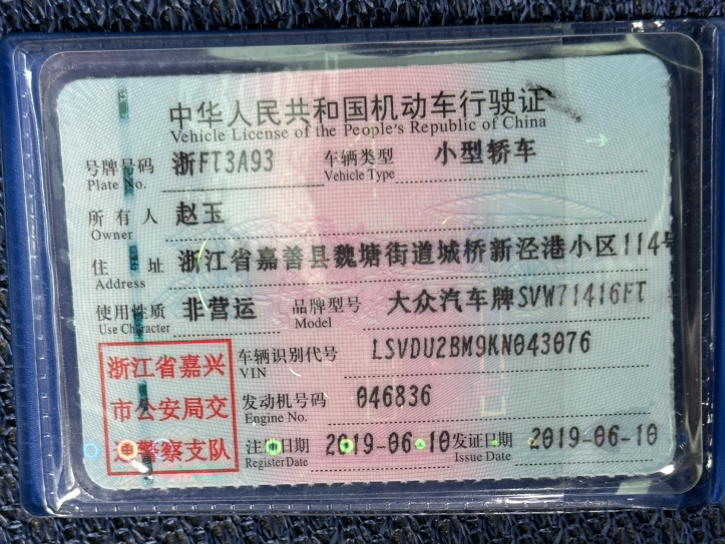 中华人民共和国机动车行驶证
Vehicle License of the People's Republic of China
号牌号码 浙FT3A93 车辆类型 小型轿车
Plate No. Vehicle Type
所有人 赵玉
Owner
住址 浙江省嘉善县魏塘街道城桥新泾港小区114号
Address
使用性质 非营运 品牌型号 大众汽车牌SVW71416FT
Use Character Model
浙江省嘉兴
市公安局交
通警察支队
车辆识别代号 LSVDU2BM9KN043076
VIN
发动机号码 046836
Engine No.
注册日期 2019-06-10 发证日期 2019-06-10
Register Date Issue Date